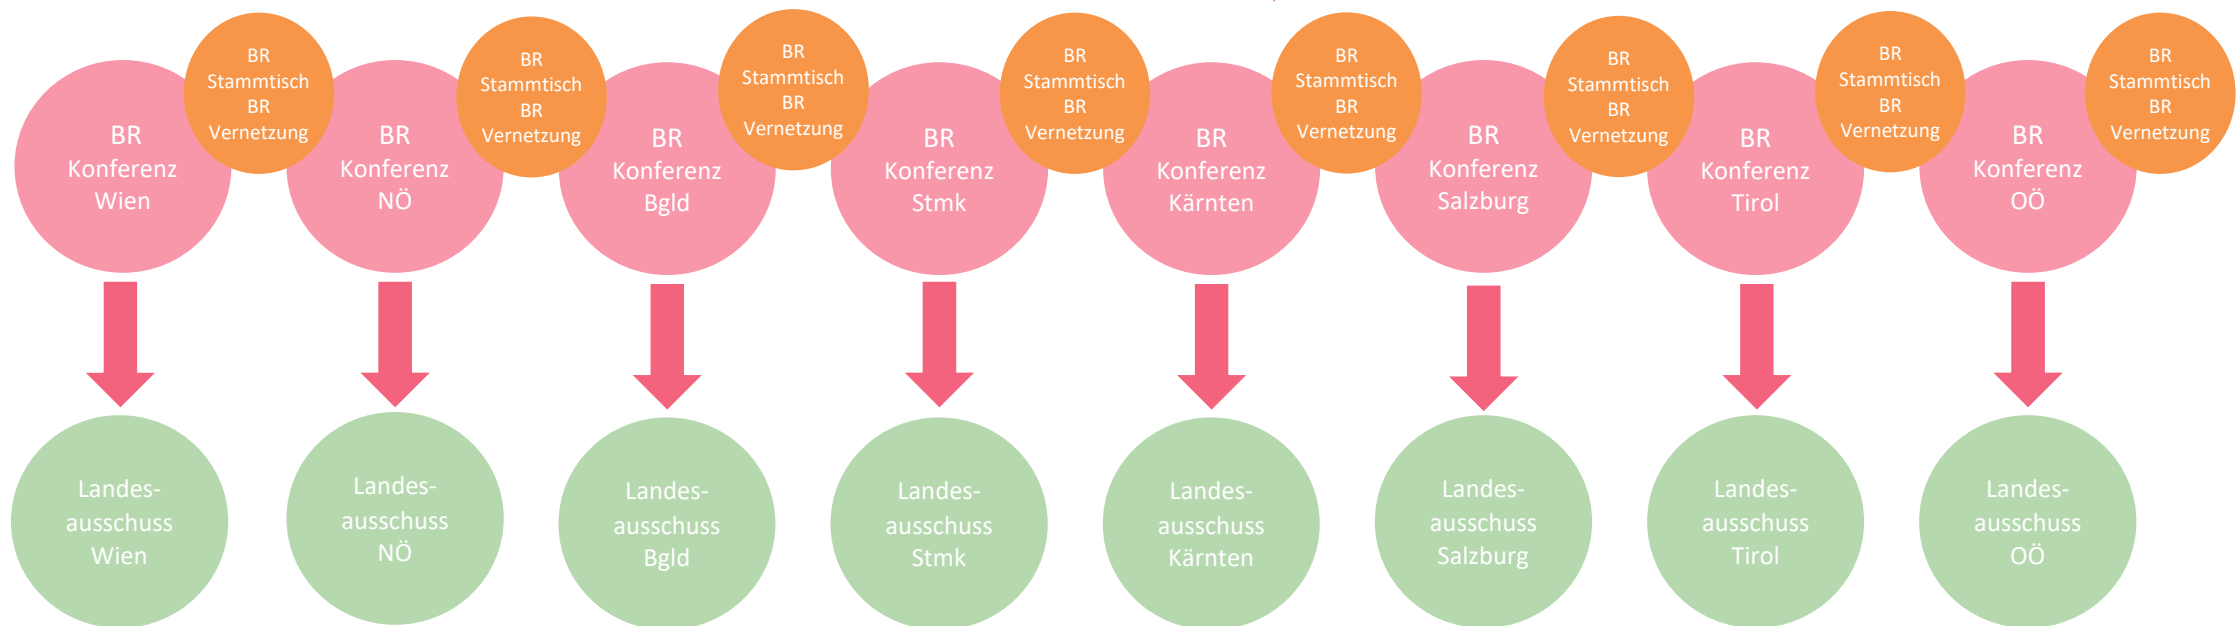 BR
Konferenz
Wien
BR
Stammtisch
BR
Vernetzung
BR
Konferenz
NÖ
BR
Stammtisch
BR
Vernetzung
BR
Konferenz
Bgld
BR
Stammtisch
BR
Vernetzung
BR
Konferenz
Stmk
BR
Stammtisch
BR
Vernetzung
BR
Konferenz
Kärnten
BR
Stammtisch
BR
Vernetzung
BR
Konferenz
Salzburg
BR
Stammtisch
BR
Vernetzung
BR
Konferenz
Tirol
BR
Stammtisch
BR
Vernetzung
BR
Konferenz
OÖ
BR
Stammtisch
BR
Vernetzung
Landes-
ausschuss
Wien
Landes-
ausschuss
NÖ
Landes-
ausschuss
Bgld
Landes-
ausschuss
Stmk
Landes-
ausschuss
Kärnten
Landes-
ausschuss
Salzburg
Landes-
ausschuss
Tirol
Landes-
ausschuss
OÖ